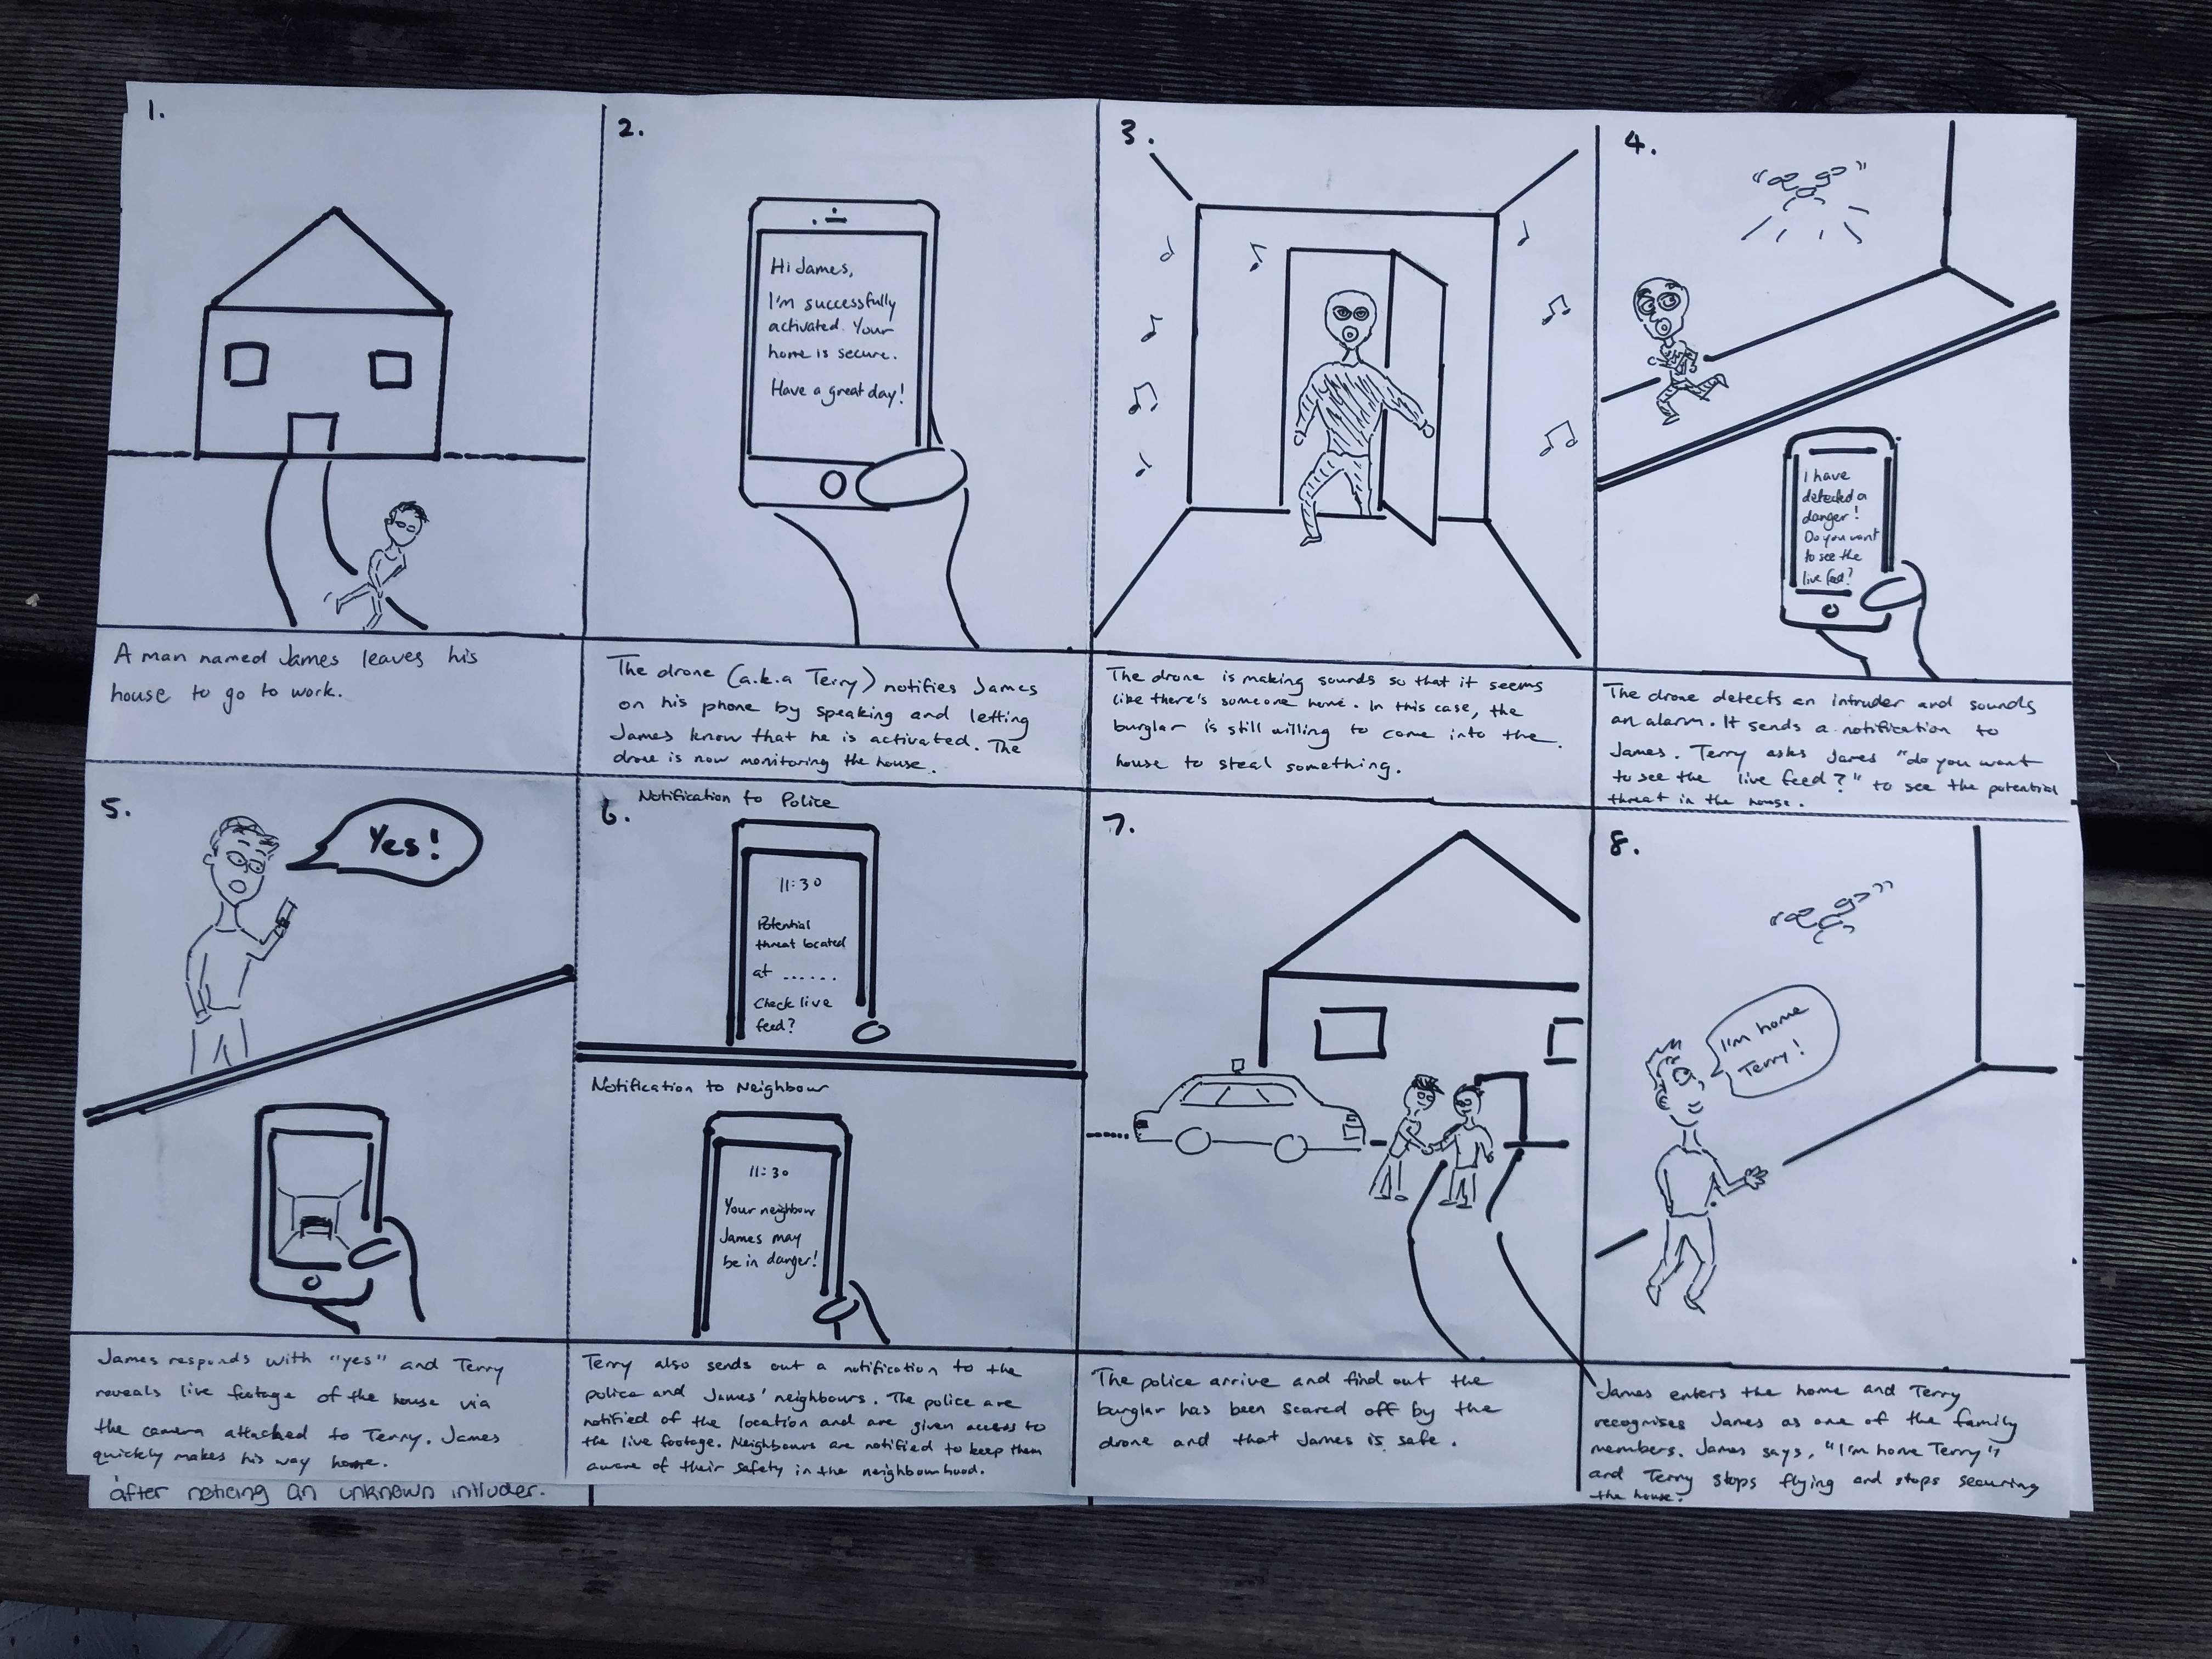 1.
A man named James leaves his
house to go to work.
2.
Hi James,
I'm successfully
activated. Your
home is secure.
Have a great day!
The drone (a.k.a Terry) notifies James
on his phone by speaking and letting
James know that he is activated. The
drone is now monitoring the house.
3.
The drone is making sounds so that it seems
like there's someone home. In this case, the
burglar is still willing to come into the
house to steal something.
4.
I have
detected a
danger!
Do you want
to see the
live feed?
The drone detects an intruder and sounds
an alarm. It sends a notification to
James. Terry asks James "do you want
to see the live feed?" to see the potential
threat in the house.
5.
Yes!
James responds with "yes" and Terry
reveals live footage of the house via
the camera attached to Terry. James
quickly makes his way home.
after noticing an unknown intruder.
6.
Notification to Police
11:30
Potential
threat located
at ......
Check live
feed?
Notification to Neighbour
11:30
Your neighbour
James may
be in danger!
Terry also sends out a notification to the
police and James' neighbours. The police are
notified of the location and are given access to
the live footage. Neighbours are notified to keep them
aware of their safety in the neighbourhood.
7.
The police arrive and find out the
burglar has been scared off by the
drone and that James is safe.
8.
I'm home
Terry!
James enters the home and Terry
recognises James as one of the family
members. James says, "I'm home Terry"
and Terry stops flying and stops securing
the house.